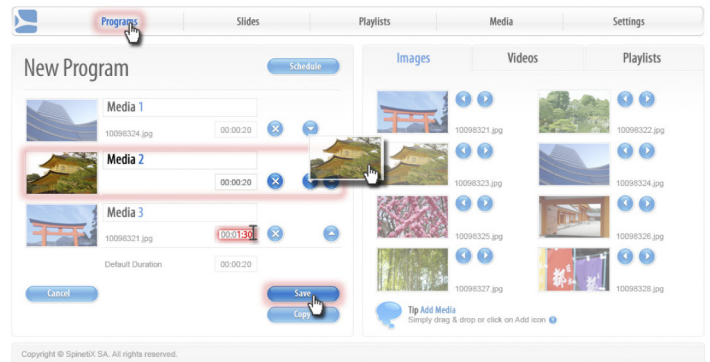 Programs Slides Playlists Media Settings
New Program Schedule
Media 1
10098324.jpg 00:00:20
Media 2
00:00:20
Media 3
10098321.jpg 00:01:30
Default Duration 00:00:20
Cancel Save
Copy
Images Videos Playlists
10098321.jpg 10098322.jpg
10098323.jpg 10098324.jpg
10098325.jpg 10098326.jpg
10098327.jpg 10098328.jpg
Tip Add Media
Simply drag & drop or click on Add icon
Copyright © SpinetiX SA. All rights reserved.